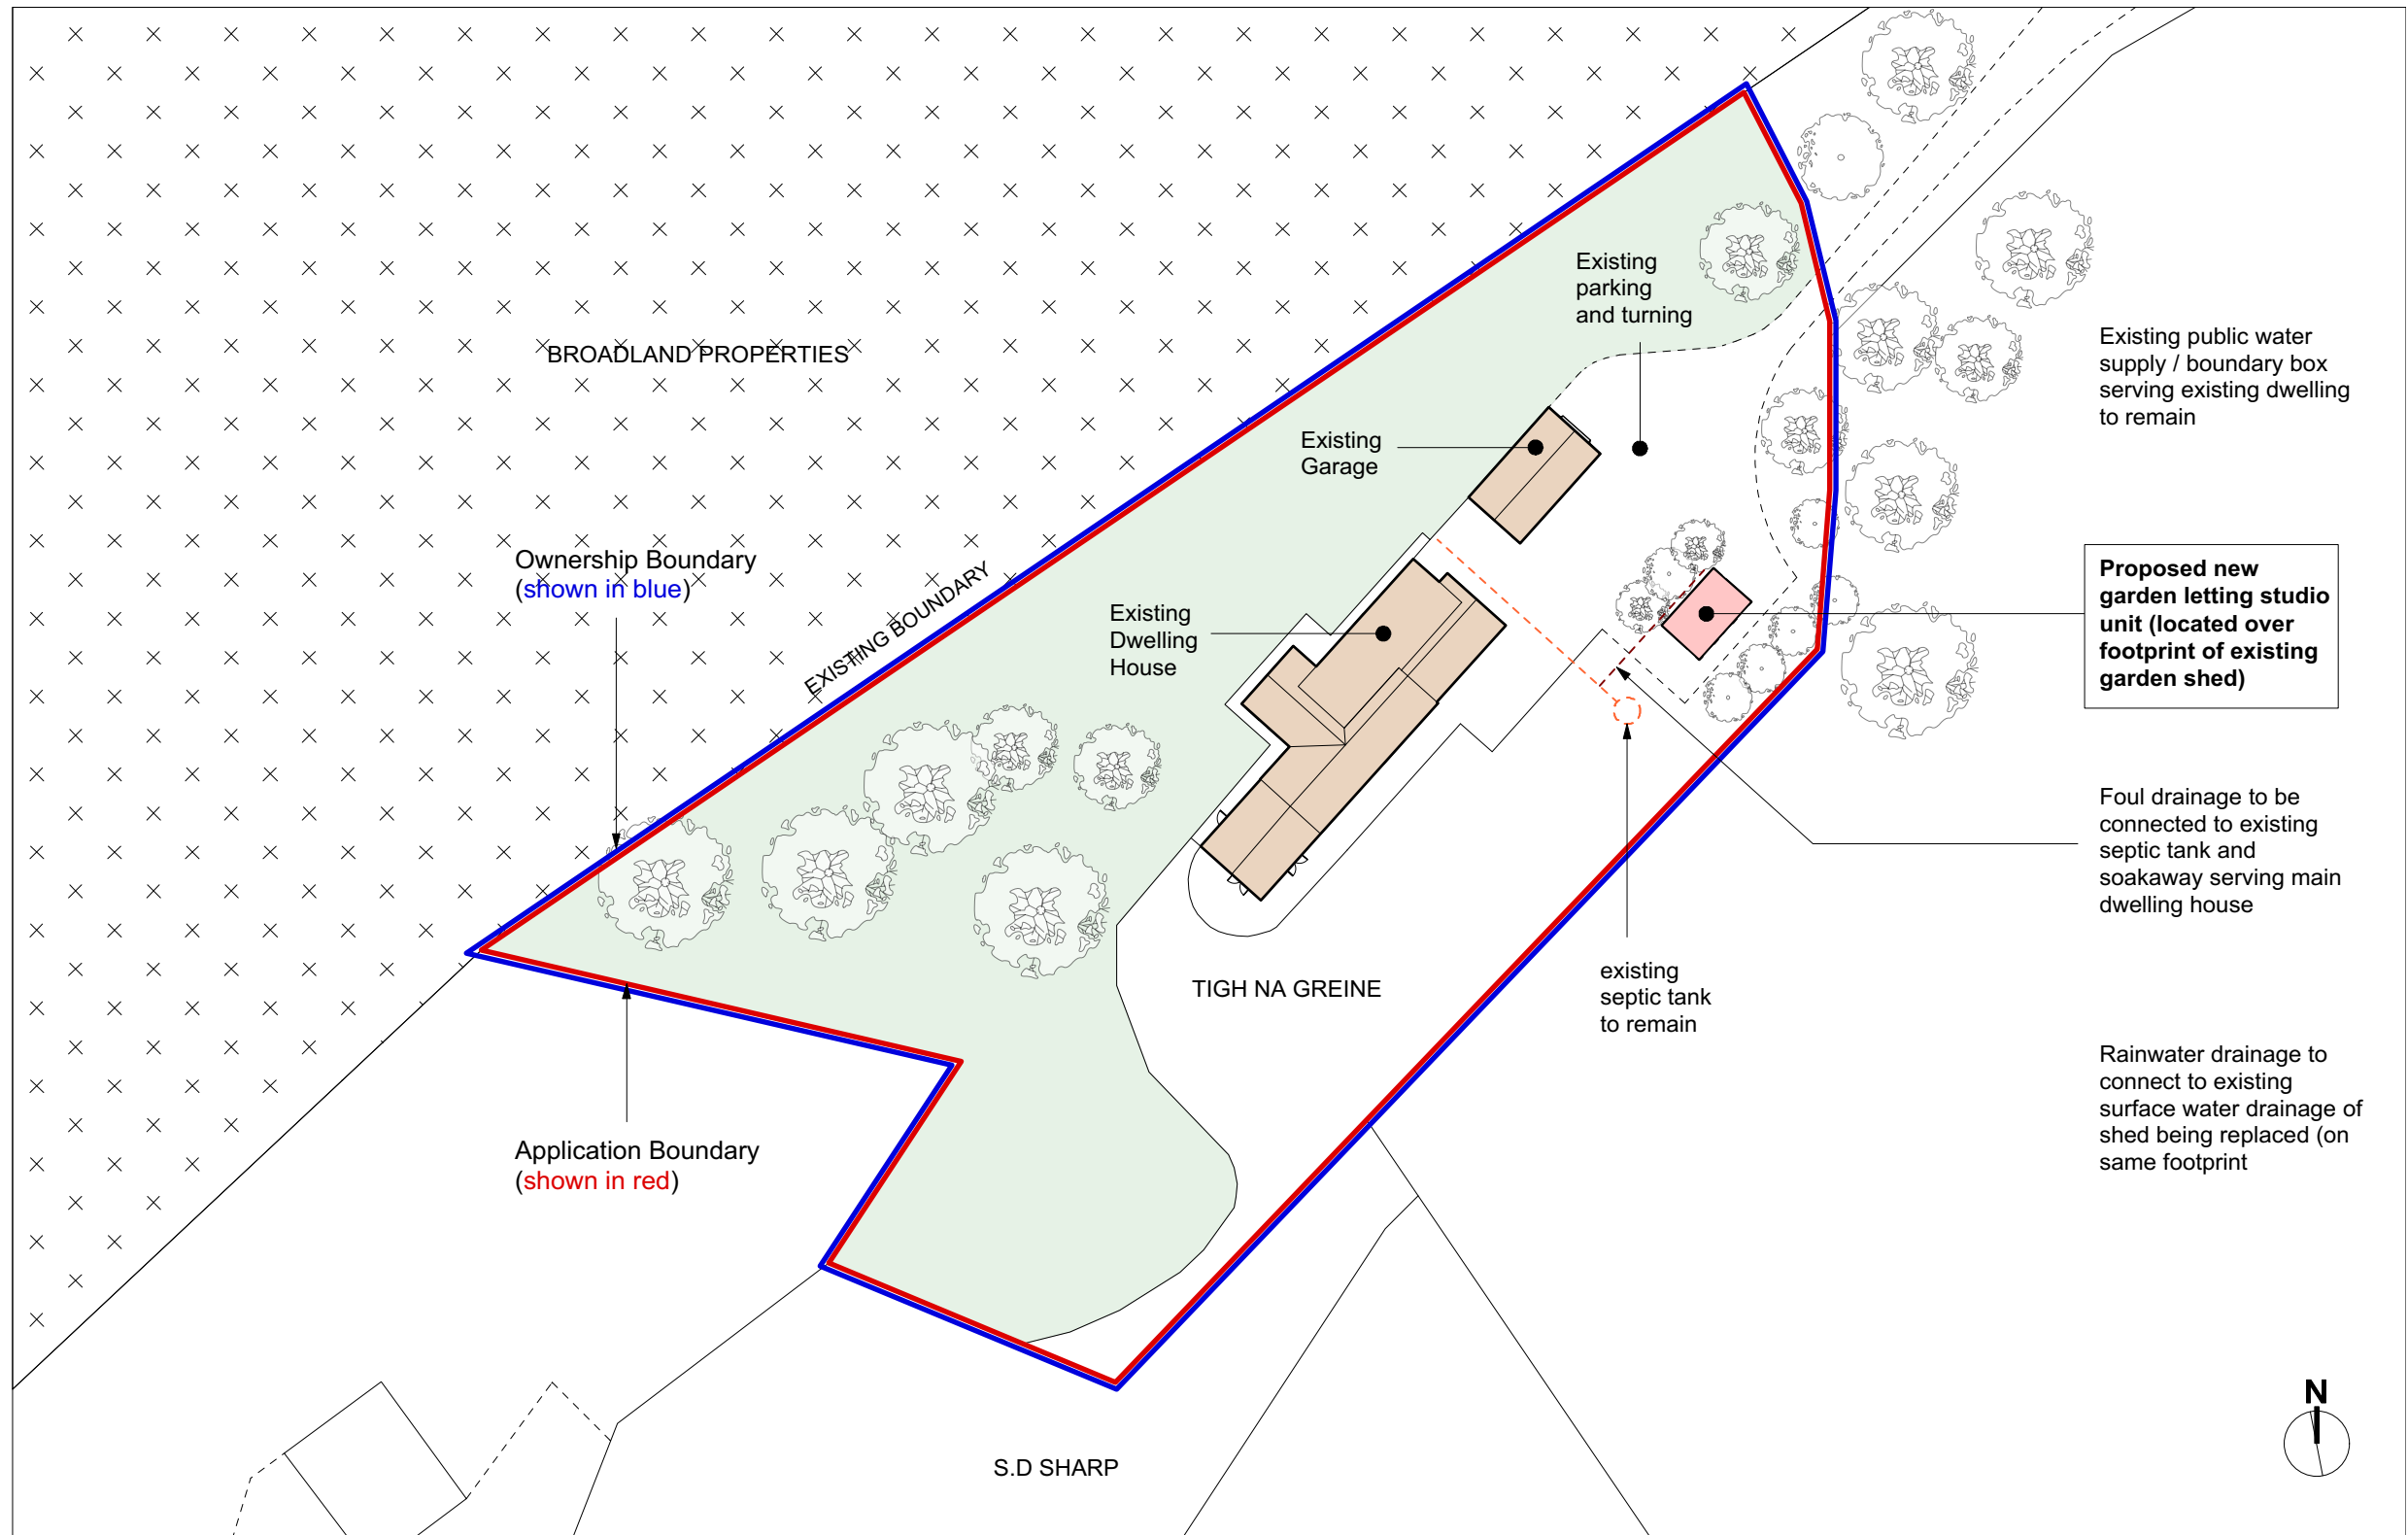 Existing
parking
and turning
Existing public water
supply / boundary box
serving existing dwelling
to remain
BROADLAND PROPERTIES
Existing
Garage
Ownership Boundary
(shown in blue)
EXISTING BOUNDARY
Existing
Dwelling
House
Proposed new
garden letting studio
unit (located over
footprint of existing
garden shed)
Foul drainage to be
connected to existing
septic tank and
soakaway serving main
dwelling house
existing
septic tank
to remain
TIGH NA GREINE
Rainwater drainage to
connect to existing
surface water drainage of
shed being replaced (on
same footprint
Application Boundary
(shown in red)
N
S.D SHARP